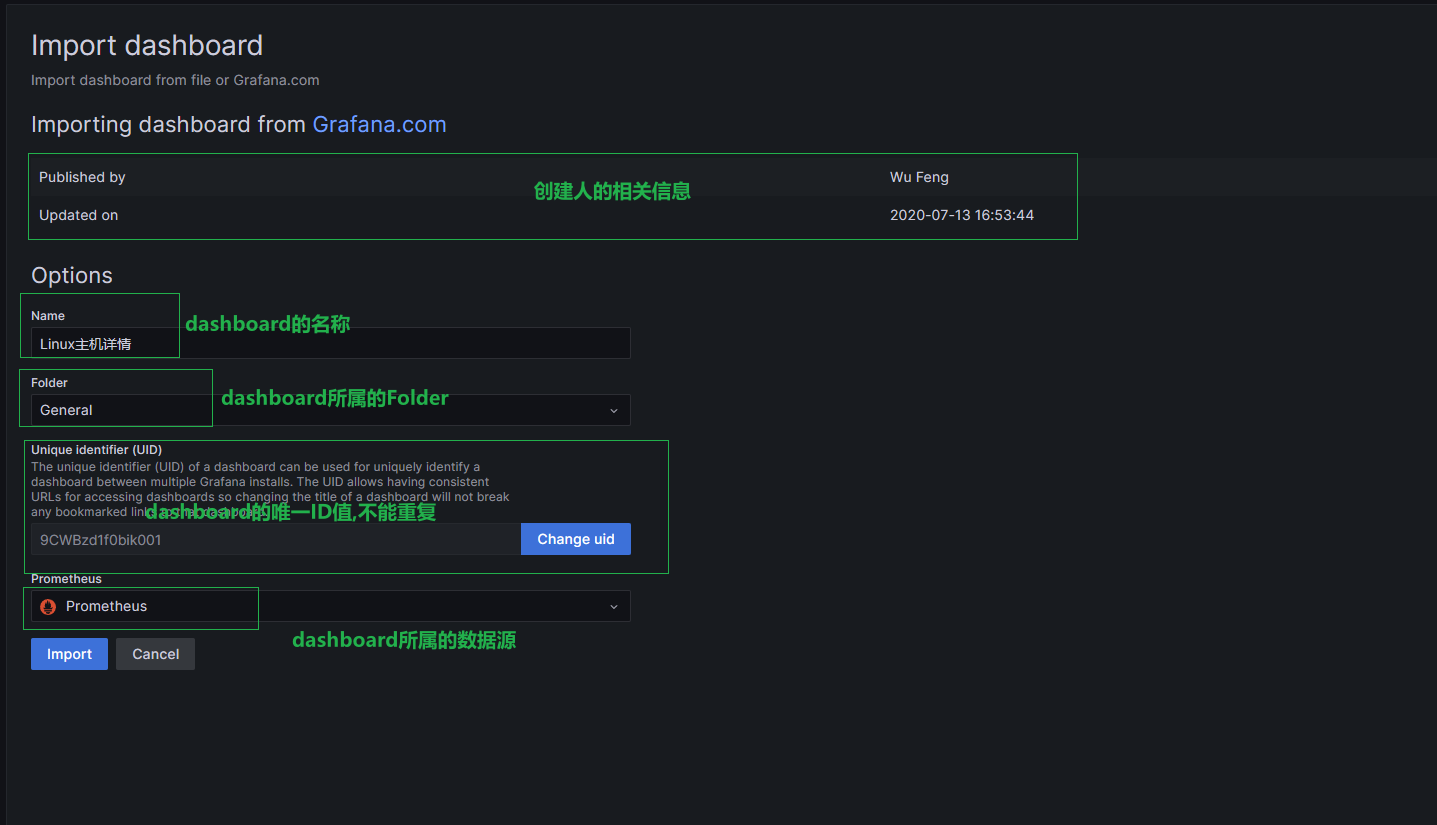 Import dashboard
Import dashboard from file or Grafana.com
Importing dashboard from Grafana.com
Published by
Wu Feng
创建人的相关信息
Updated on
2020-07-13 16:53:44
Options
Name
dashboard的名称
Linux主机详情
Folder
dashboard所属的Folder
General
Unique identifier (UID)
The unique identifier (UID) of a dashboard can be used for uniquely identify a
dashboard between multiple Grafana installs. The UID allows having consistent
URLs for accessing dashboards so changing the title of a dashboard will not break
any bookmarked links to that dashboard.
dashboard的唯一ID值,不能重复
9CWBzd1f0bik001
Change uid
Prometheus
Prometheus
dashboard所属的数据源
Import
Cancel